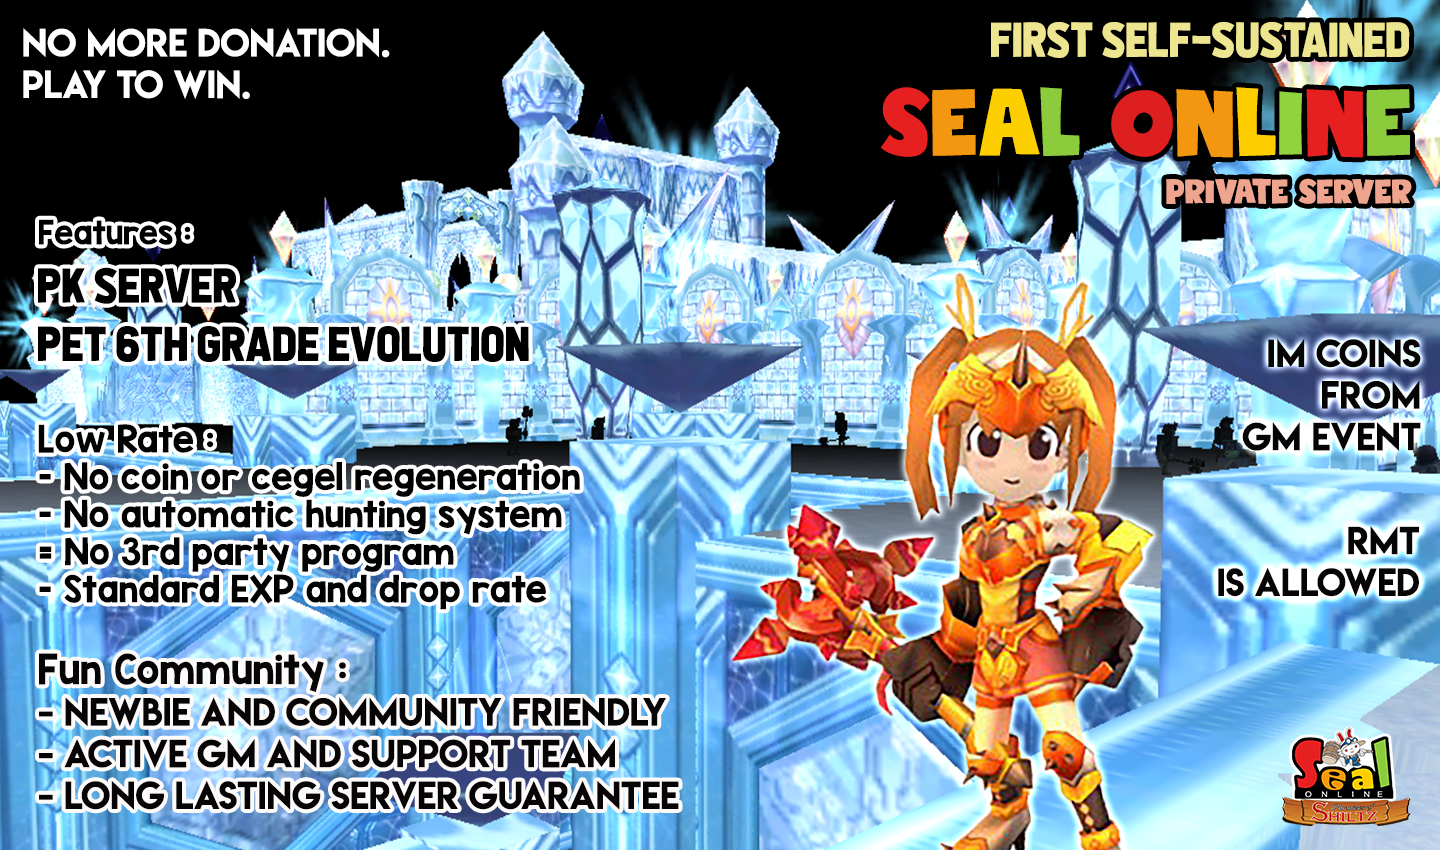 NO MORE DONATION.
PLAY TO WIN.
FIRST SELF-SUSTAINED
SEAL ONLINE
PRIVATE SERVER
Features :
PK SERVER
PET 6TH GRADE EVOLUTION
Low Rate :
- No coin or cegel regeneration
- No automatic hunting system
= No 3rd party program
- Standard EXP and drop rate
Fun Community :
- NEWBIE AND COMMUNITY FRIENDLY
- ACTIVE GM AND SUPPORT TEAM
- LONG LASTING SERVER GUARANTEE
IM COINS
FROM
GM EVENT
RMT
IS ALLOWED
Seal
ONLINE
SHILTZ